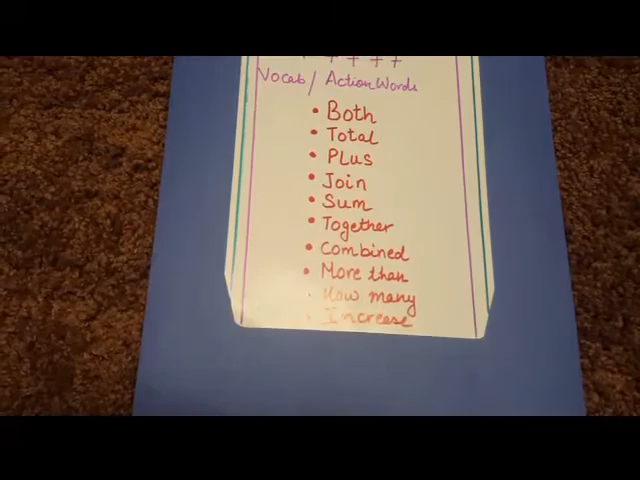 + + + + +
Vocab / Action Words
• Both
• Total
• Plus
• Join
• Sum
• Together
• Combined
• More than
• How many
• Increase